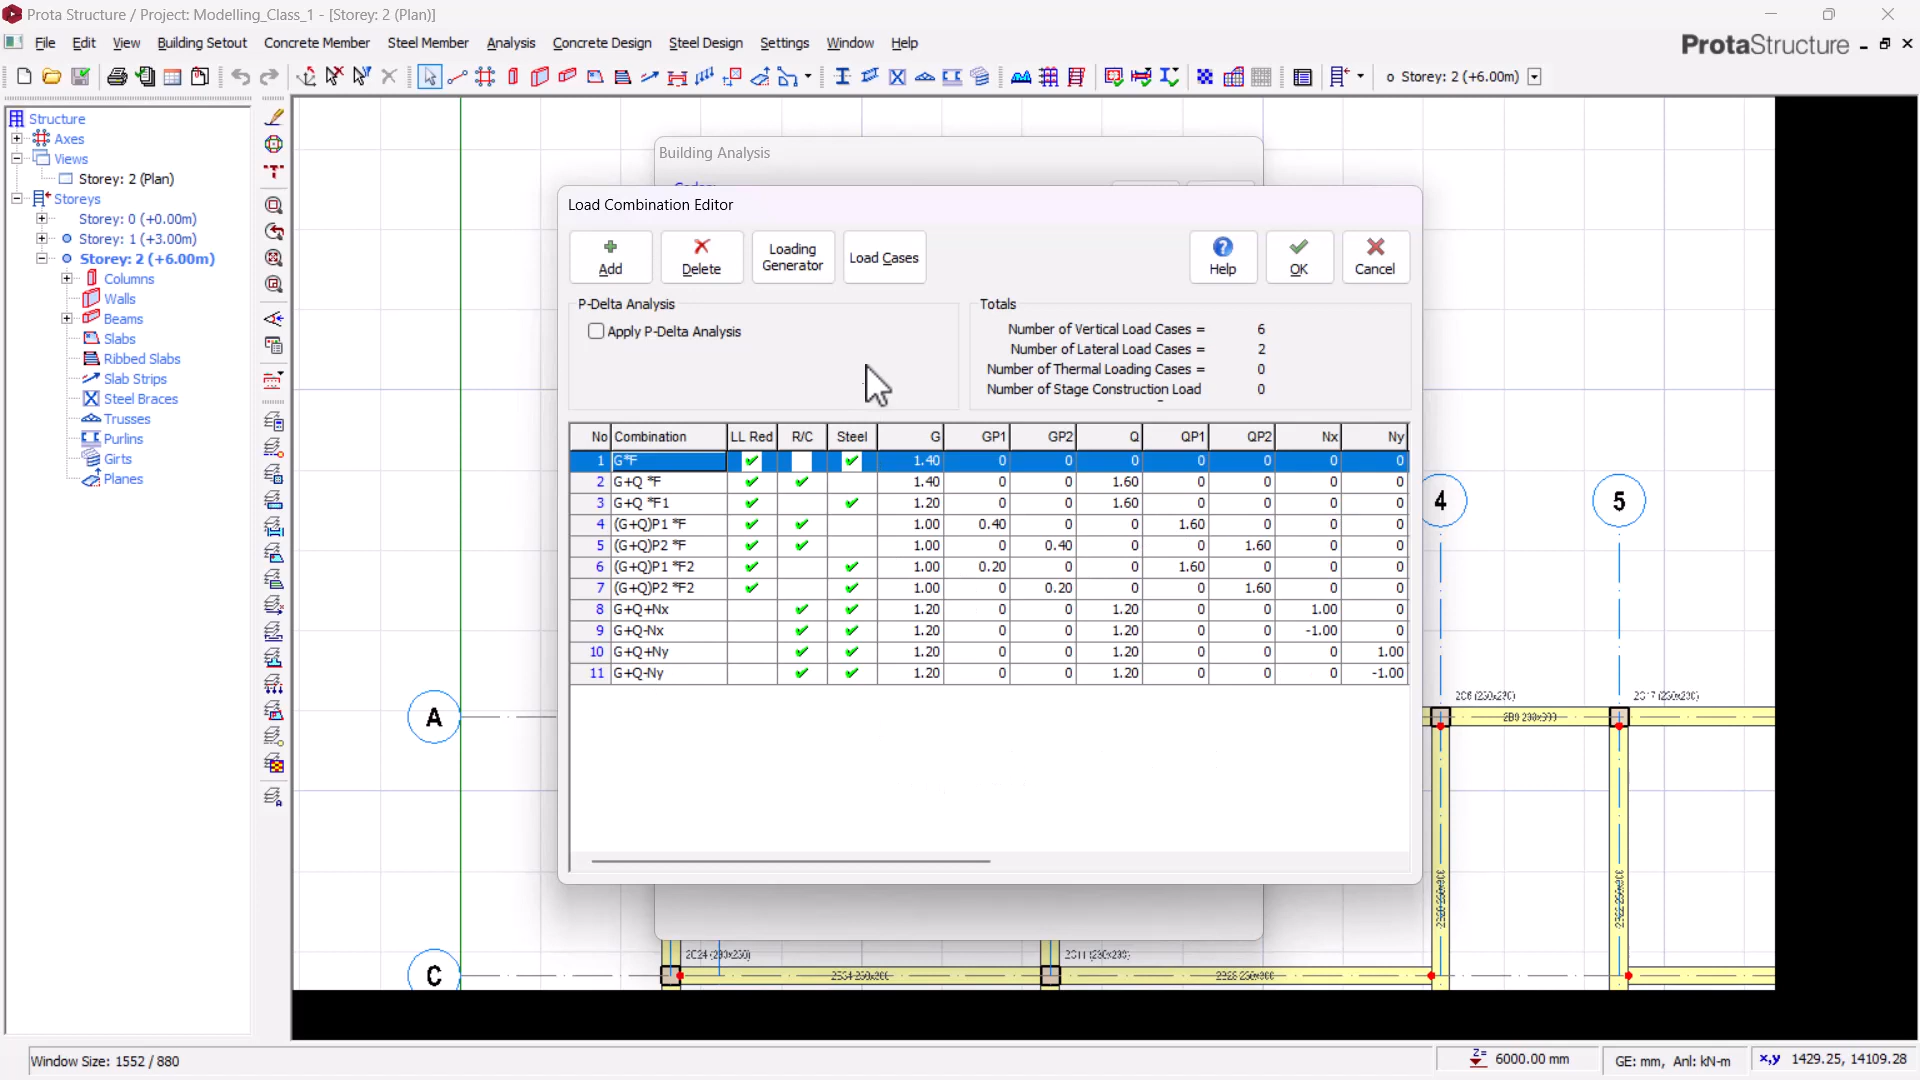 Prota Structure / Project: Modelling_Class_1 - [Storey: 2 (Plan)]
File Edit View Building Setout Concrete Member Steel Member Analysis Concrete Design Steel Design Settings Window Help
ProtaStructure
o Storey: 2 (+6.00m)
Structure
Axes
Views
Storey: 2 (Plan)
Storeys
Storey: 0 (+0.00m)
Storey: 1 (+3.00m)
Storey: 2 (+6.00m)
Columns
Walls
Beams
Slabs
Ribbed Slabs
Slab Strips
Steel Braces
Trusses
Purlins
Girts
Planes
Building Analysis
Load Combination Editor
Add
Delete
Loading Generator
Load Cases
Help
OK
Cancel
P-Delta Analysis
Apply P-Delta Analysis
Totals
Number of Vertical Load Cases = 6
Number of Lateral Load Cases = 2
Number of Thermal Loading Cases = 0
Number of Stage Construction Load 0
No Combination LL Red R/C Steel G GP1 GP2 Q QP1 QP2 Nx Ny
1 G*F 1.40 0 0 0 0 0 0 0
2 G+Q *F 1.40 0 0 1.60 0 0 0 0
3 G+Q *F1 1.20 0 0 1.60 0 0 0 0
4 (G+Q)P1 *F 1.00 0.40 0 0 1.60 0 0 0
5 (G+Q)P2 *F 1.00 0 0.40 0 0 1.60 0 0
6 (G+Q)P1 *F2 1.00 0.20 0 0 1.60 0 0 0
7 (G+Q)P2 *F2 1.00 0 0.20 0 0 1.60 0 0
8 G+Q+Nx 1.20 0 0 1.20 0 0 1.00 0
9 G+Q-Nx 1.20 0 0 1.20 0 0 -1.00 0
10 G+Q+Ny 1.20 0 0 1.20 0 0 0 1.00
11 G+Q-Ny 1.20 0 0 1.20 0 0 0 -1.00
4
5
A
C
Window Size: 1552 / 880
Z= 6000.00 mm
GE: mm, Anl: kN-m
x,y 1429.25, 14109.28